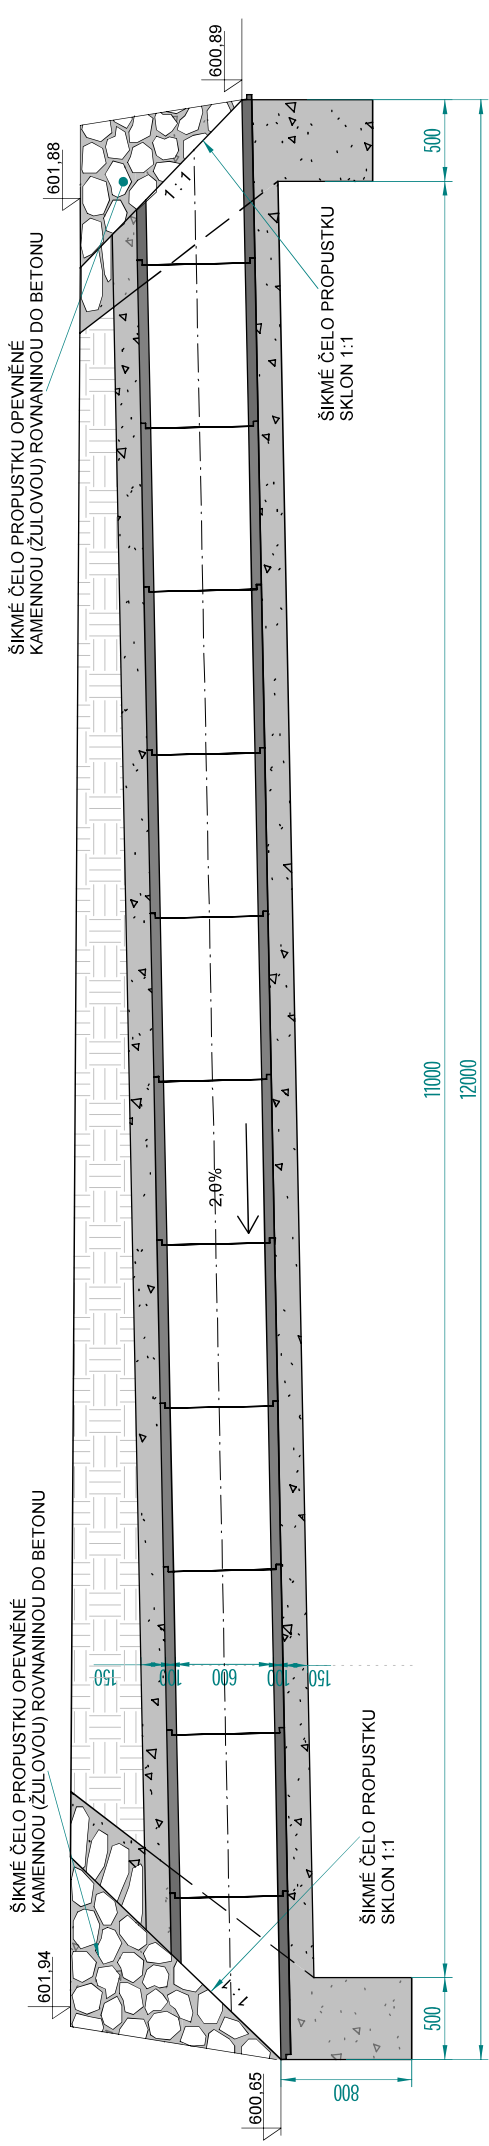 ŠIKMÉ ČELO PROPUSTKU OPEVNĚNÉ
KAMENNOU (ŽULOVOU) ROVNANINOU DO BETONU
ŠIKMÉ ČELO PROPUSTKU OPEVNĚNÉ
KAMENNOU (ŽULOVOU) ROVNANINOU DO BETONU
601,94
601,88
600,65
600,89
1:1
1:1
2,0%
150
100
600
100
150
ŠIKMÉ ČELO PROPUSTKU
SKLON 1:1
ŠIKMÉ ČELO PROPUSTKU
SKLON 1:1
800
500
11000
500
12000